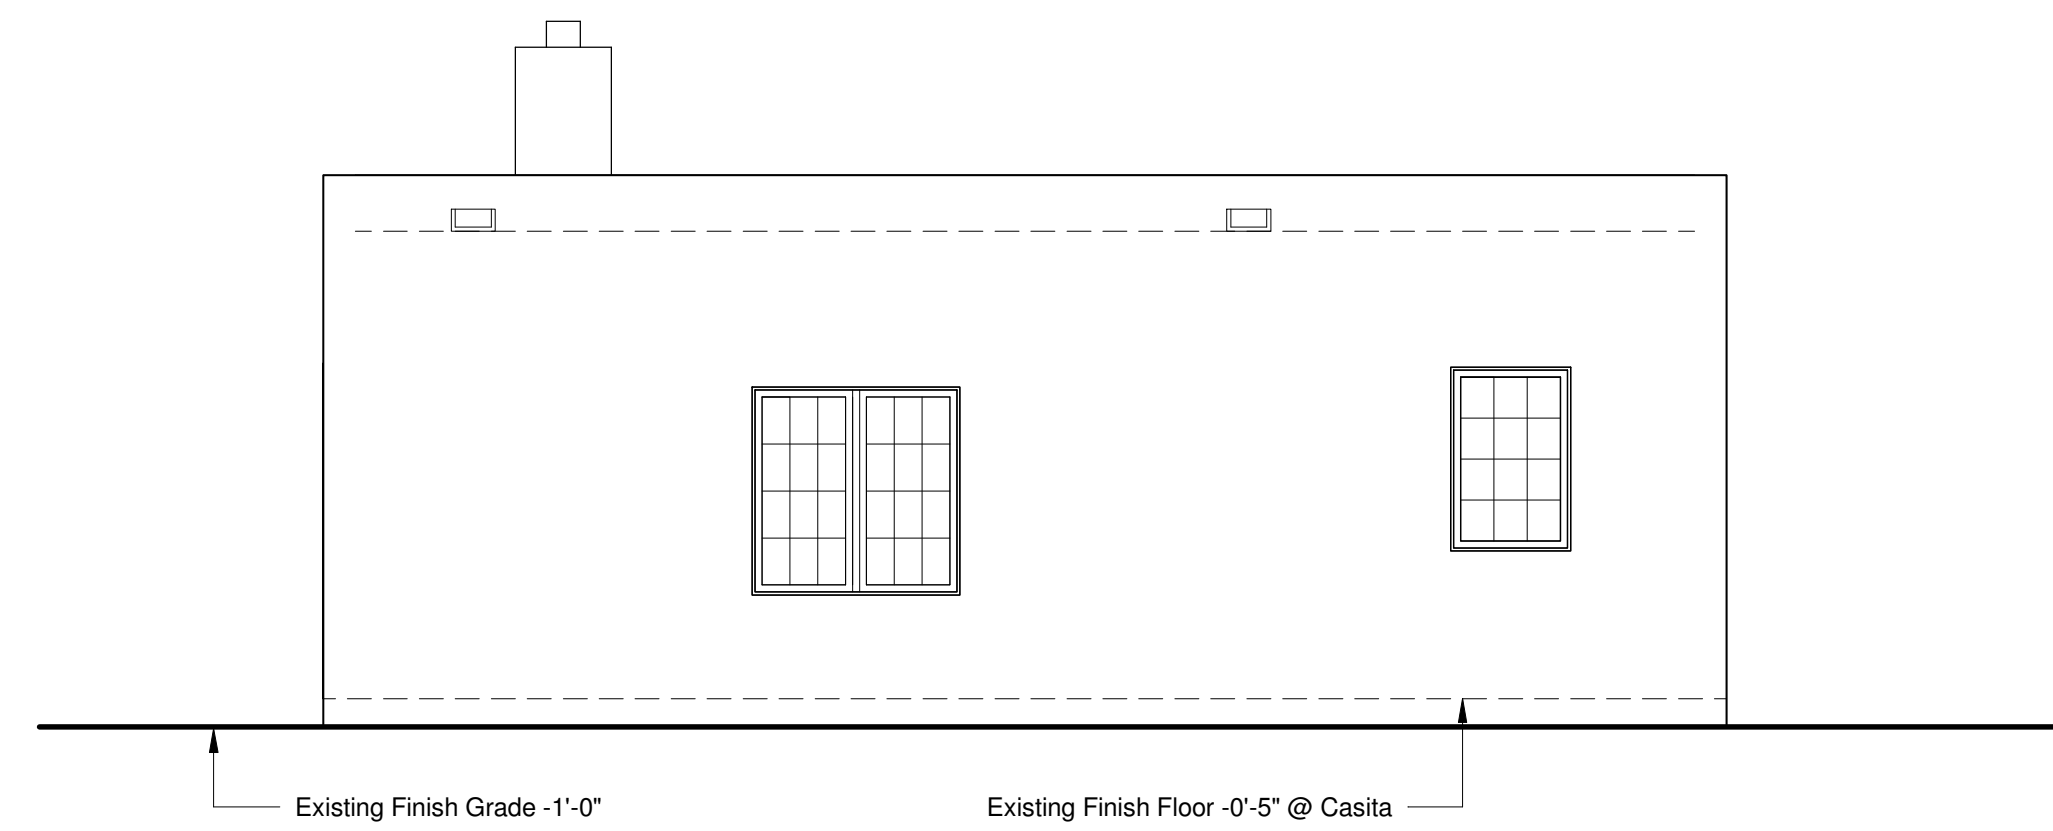 Existing Finish Grade -1'-0"
Existing Finish Floor -0'-5" @ Casita